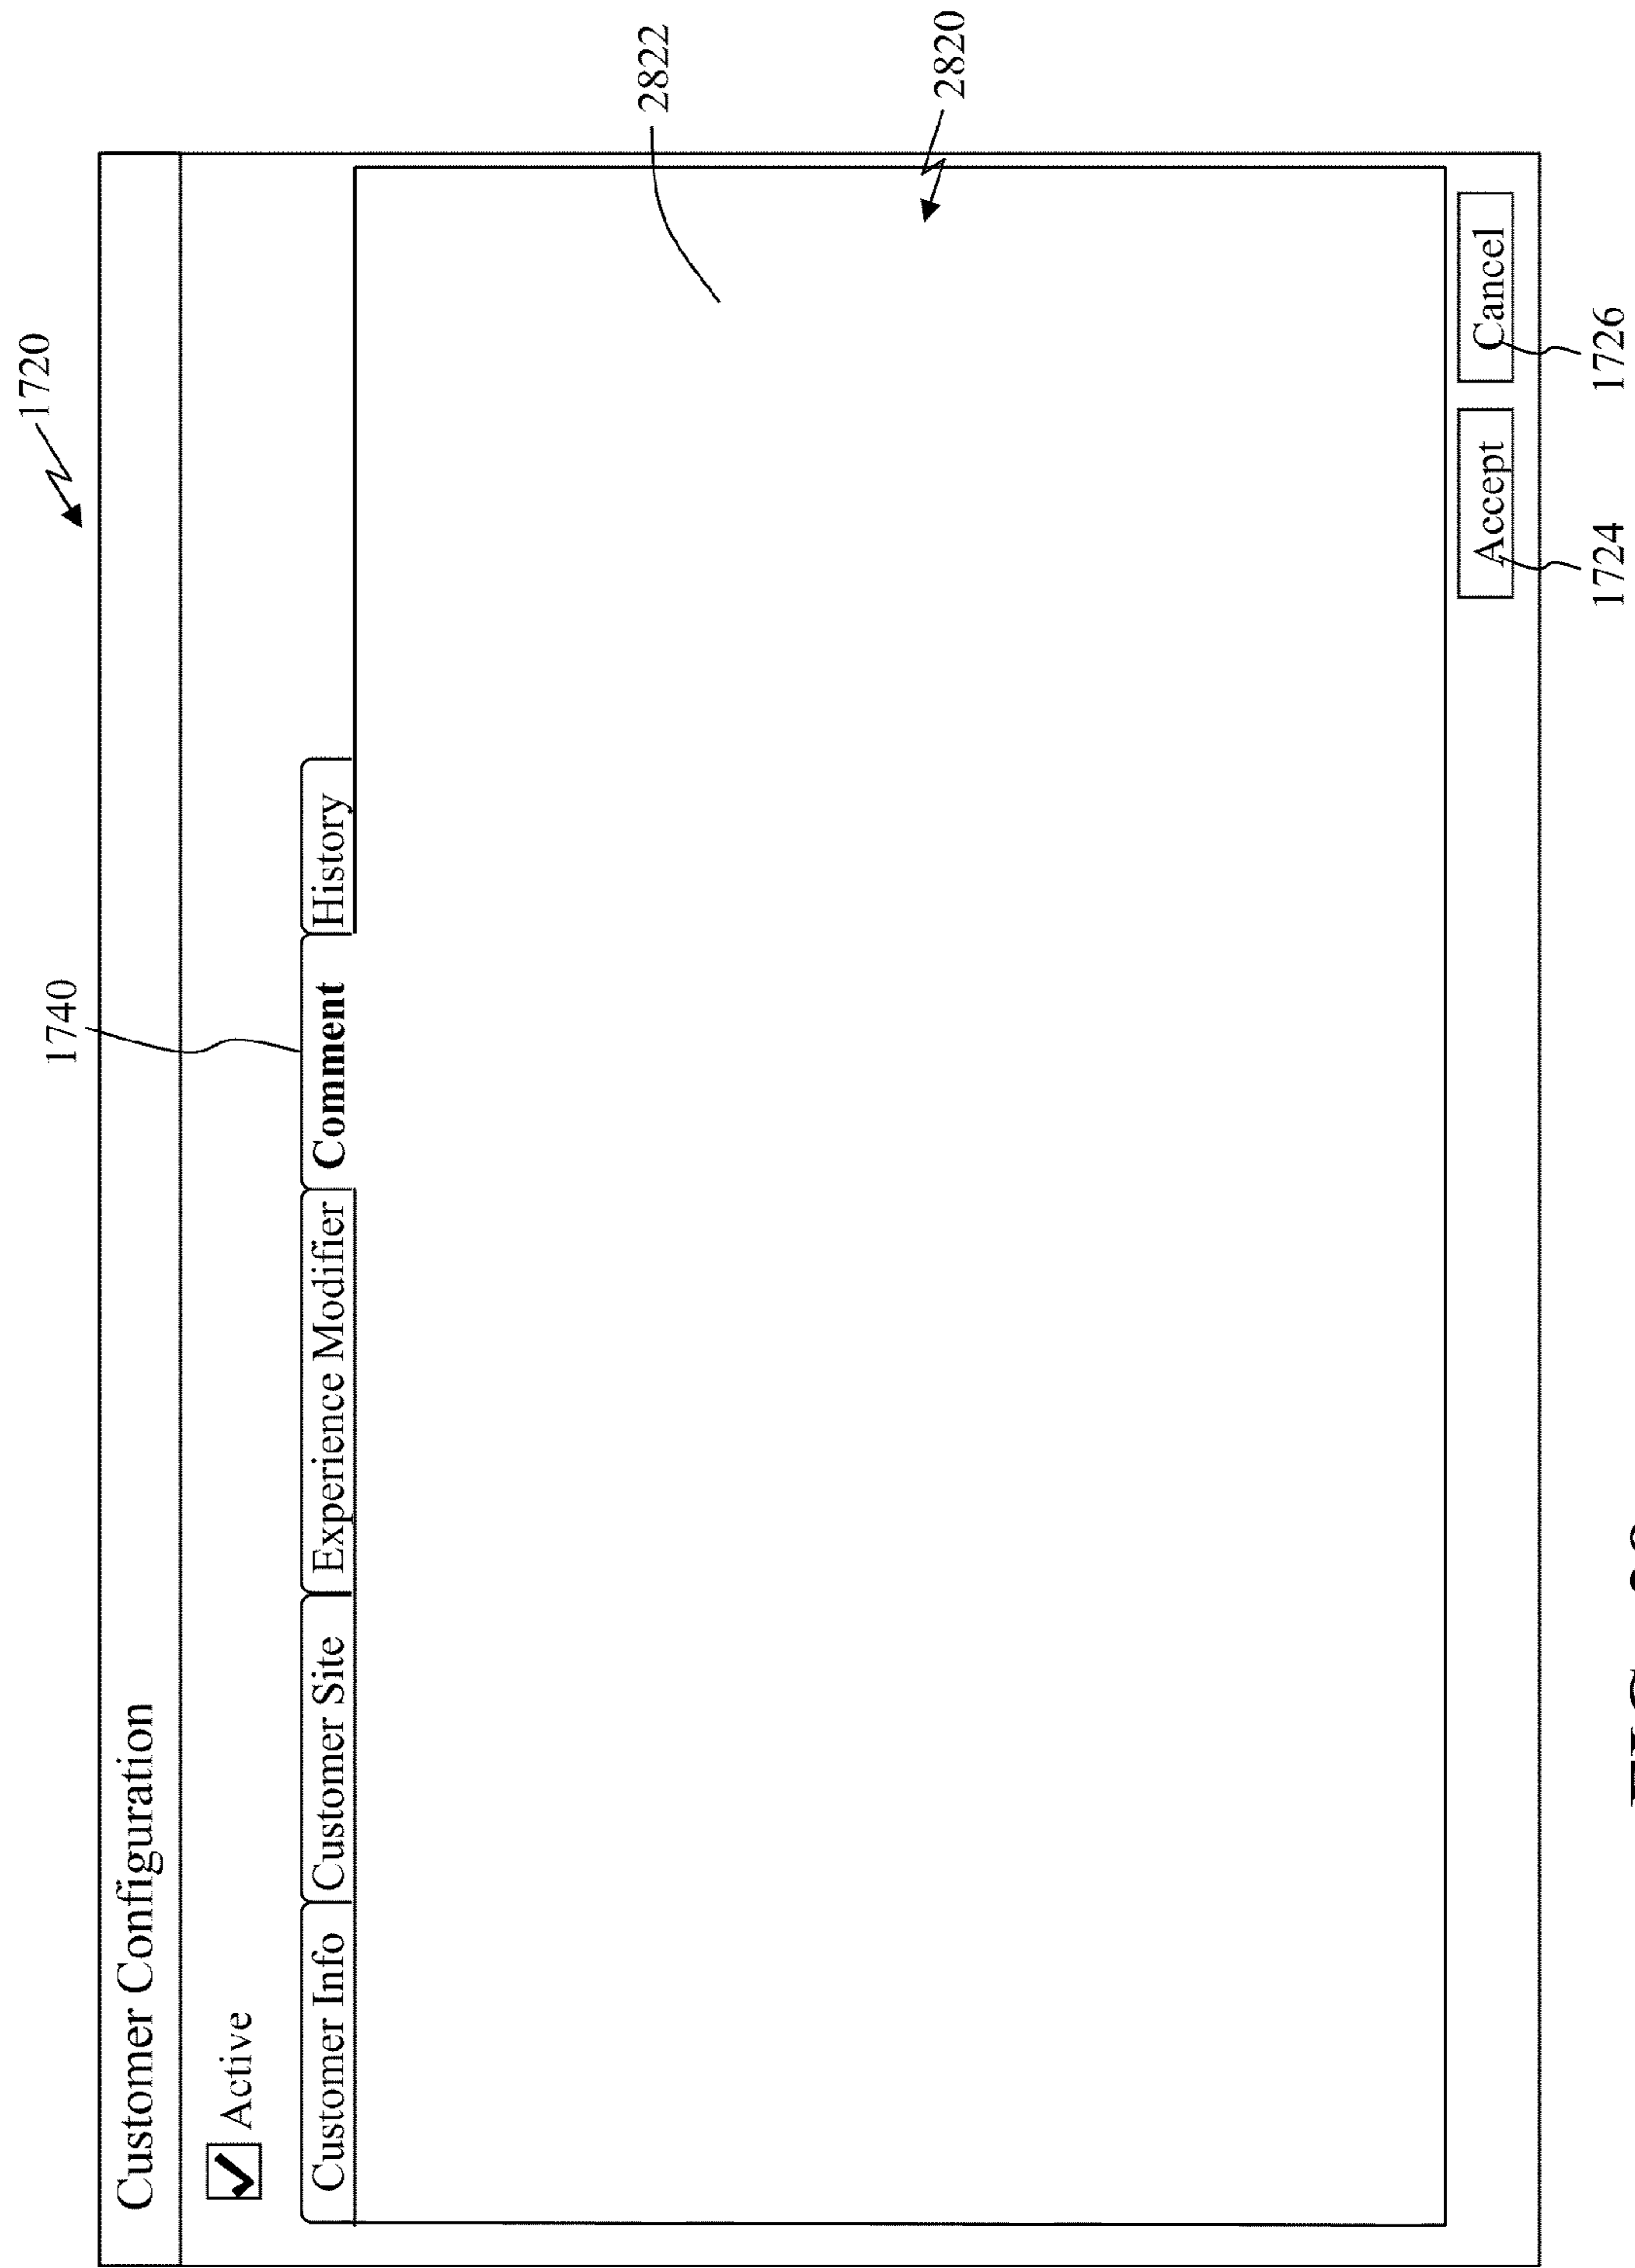 1720
Customer Configuration
Active
1740
Customer Info Customer Site Experience Modifier Comment History
2822
2820
Accept Cancel
1724 1726